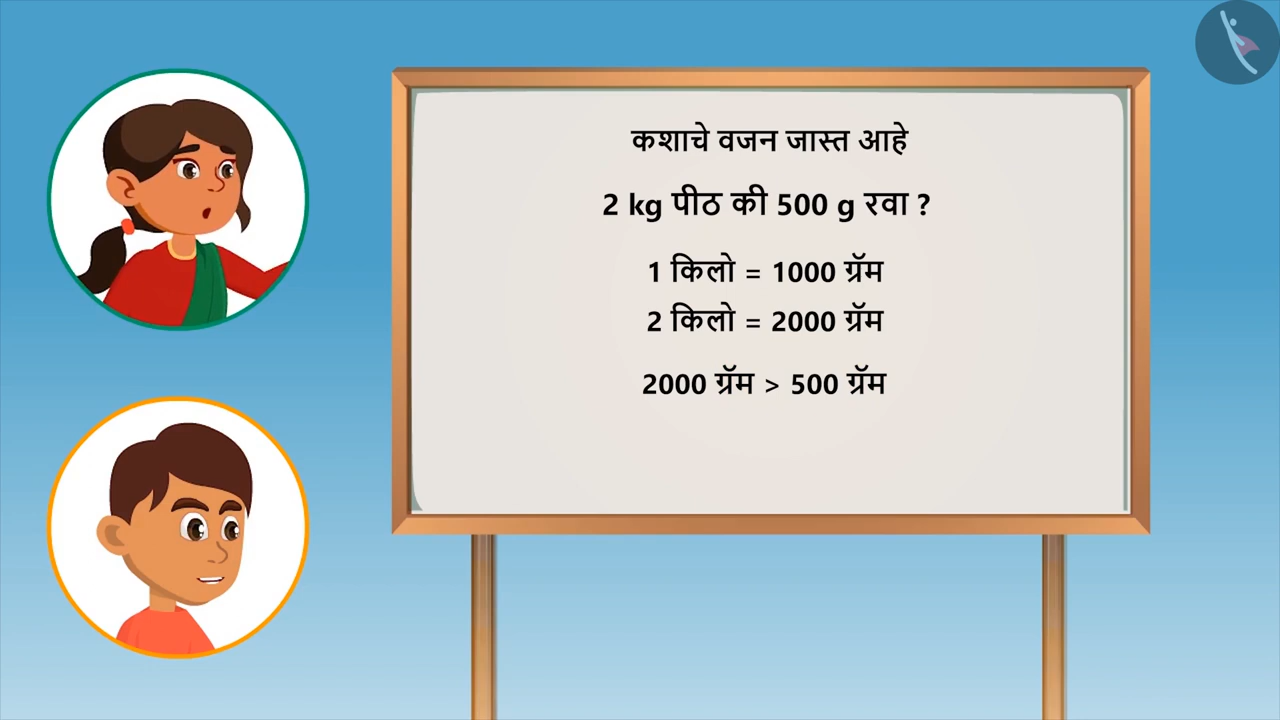 कशाचे वजन जास्त आहे
2 kg पीठ की 500 g रवा ?
1 किलो = 1000 ग्रॅम
2 किलो = 2000 ग्रॅम
2000 ग्रॅम > 500 ग्रॅम